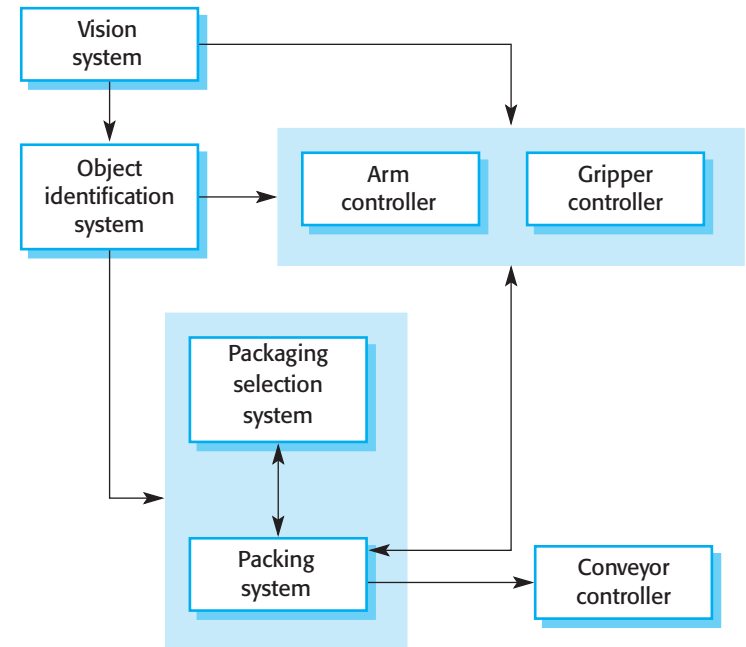 Vision
system
Object
identification
system
Arm
controller
Gripper
controller
Packaging
selection
system
Packing
system
Conveyor
controller